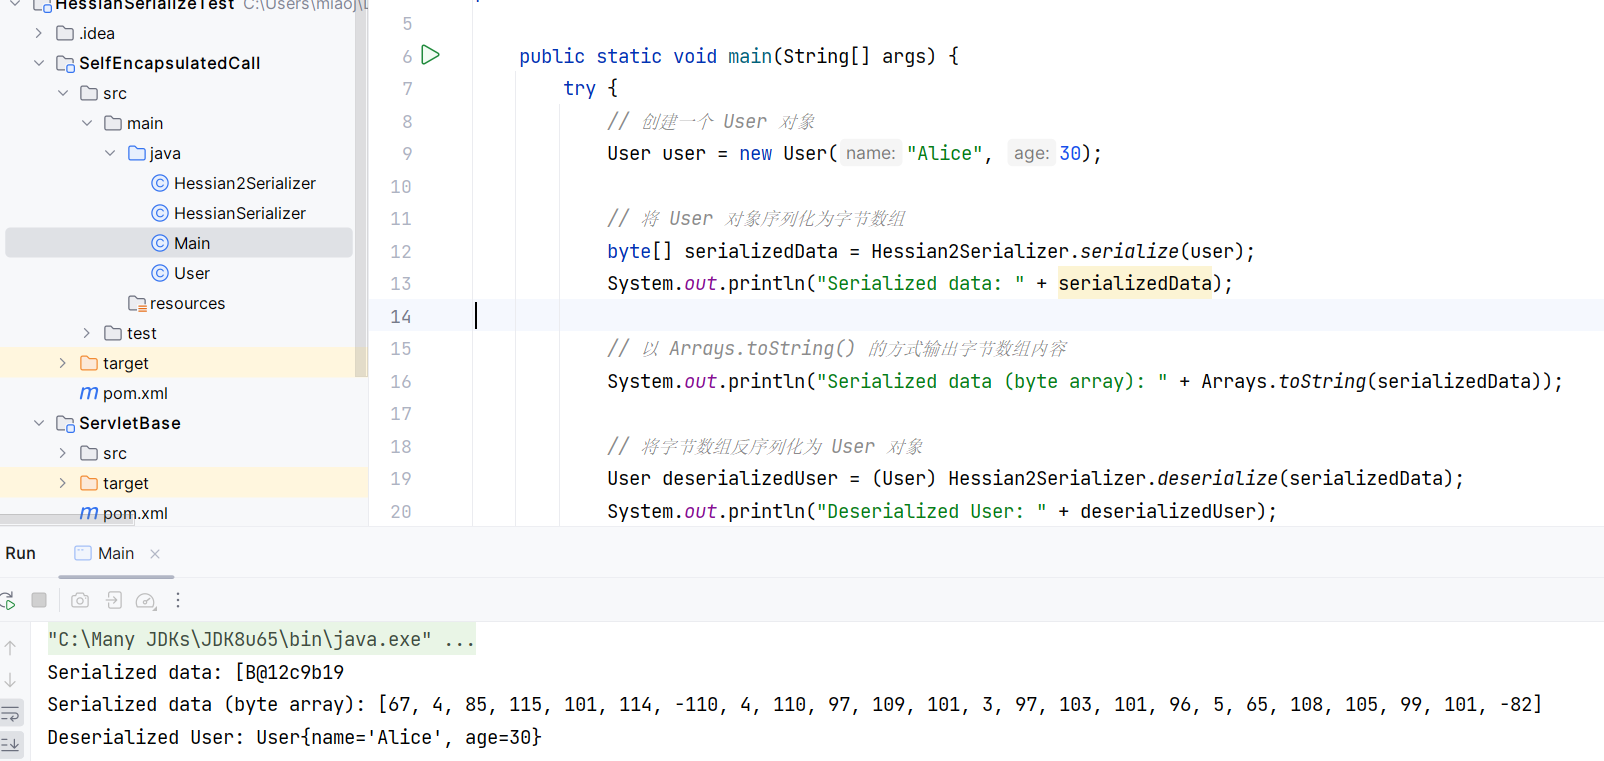 HessianSerializeTest C:\Users\miaoj\
.idea
SelfEncapsulatedCall
src
main
java
Hessian2Serializer
HessianSerializer
Main
User
resources
test
target
pom.xml
ServletBase
src
target
pom.xml
5
6 public static void main(String[] args) {
7 try {
8 // 创建一个 User 对象
9 User user = new User( name: "Alice", age: 30);
10
11 // 将 User 对象序列化为字节数组
12 byte[] serializedData = Hessian2Serializer.serialize(user);
13 System.out.println("Serialized data: " + serializedData);
14
15 // 以 Arrays.toString() 的方式输出字节数组内容
16 System.out.println("Serialized data (byte array): " + Arrays.toString(serializedData));
17
18 // 将字节数组反序列化为 User 对象
19 User deserializedUser = (User) Hessian2Serializer.deserialize(serializedData);
20 System.out.println("Deserialized User: " + deserializedUser);
Run Main
"C:\Many JDKs\JDK8u65\bin\java.exe" ...
Serialized data: [B@12c9b19
Serialized data (byte array): [67, 4, 85, 115, 101, 114, -110, 4, 110, 97, 109, 101, 3, 97, 103, 101, 96, 5, 65, 108, 105, 99, 101, -82]
Deserialized User: User{name='Alice', age=30}